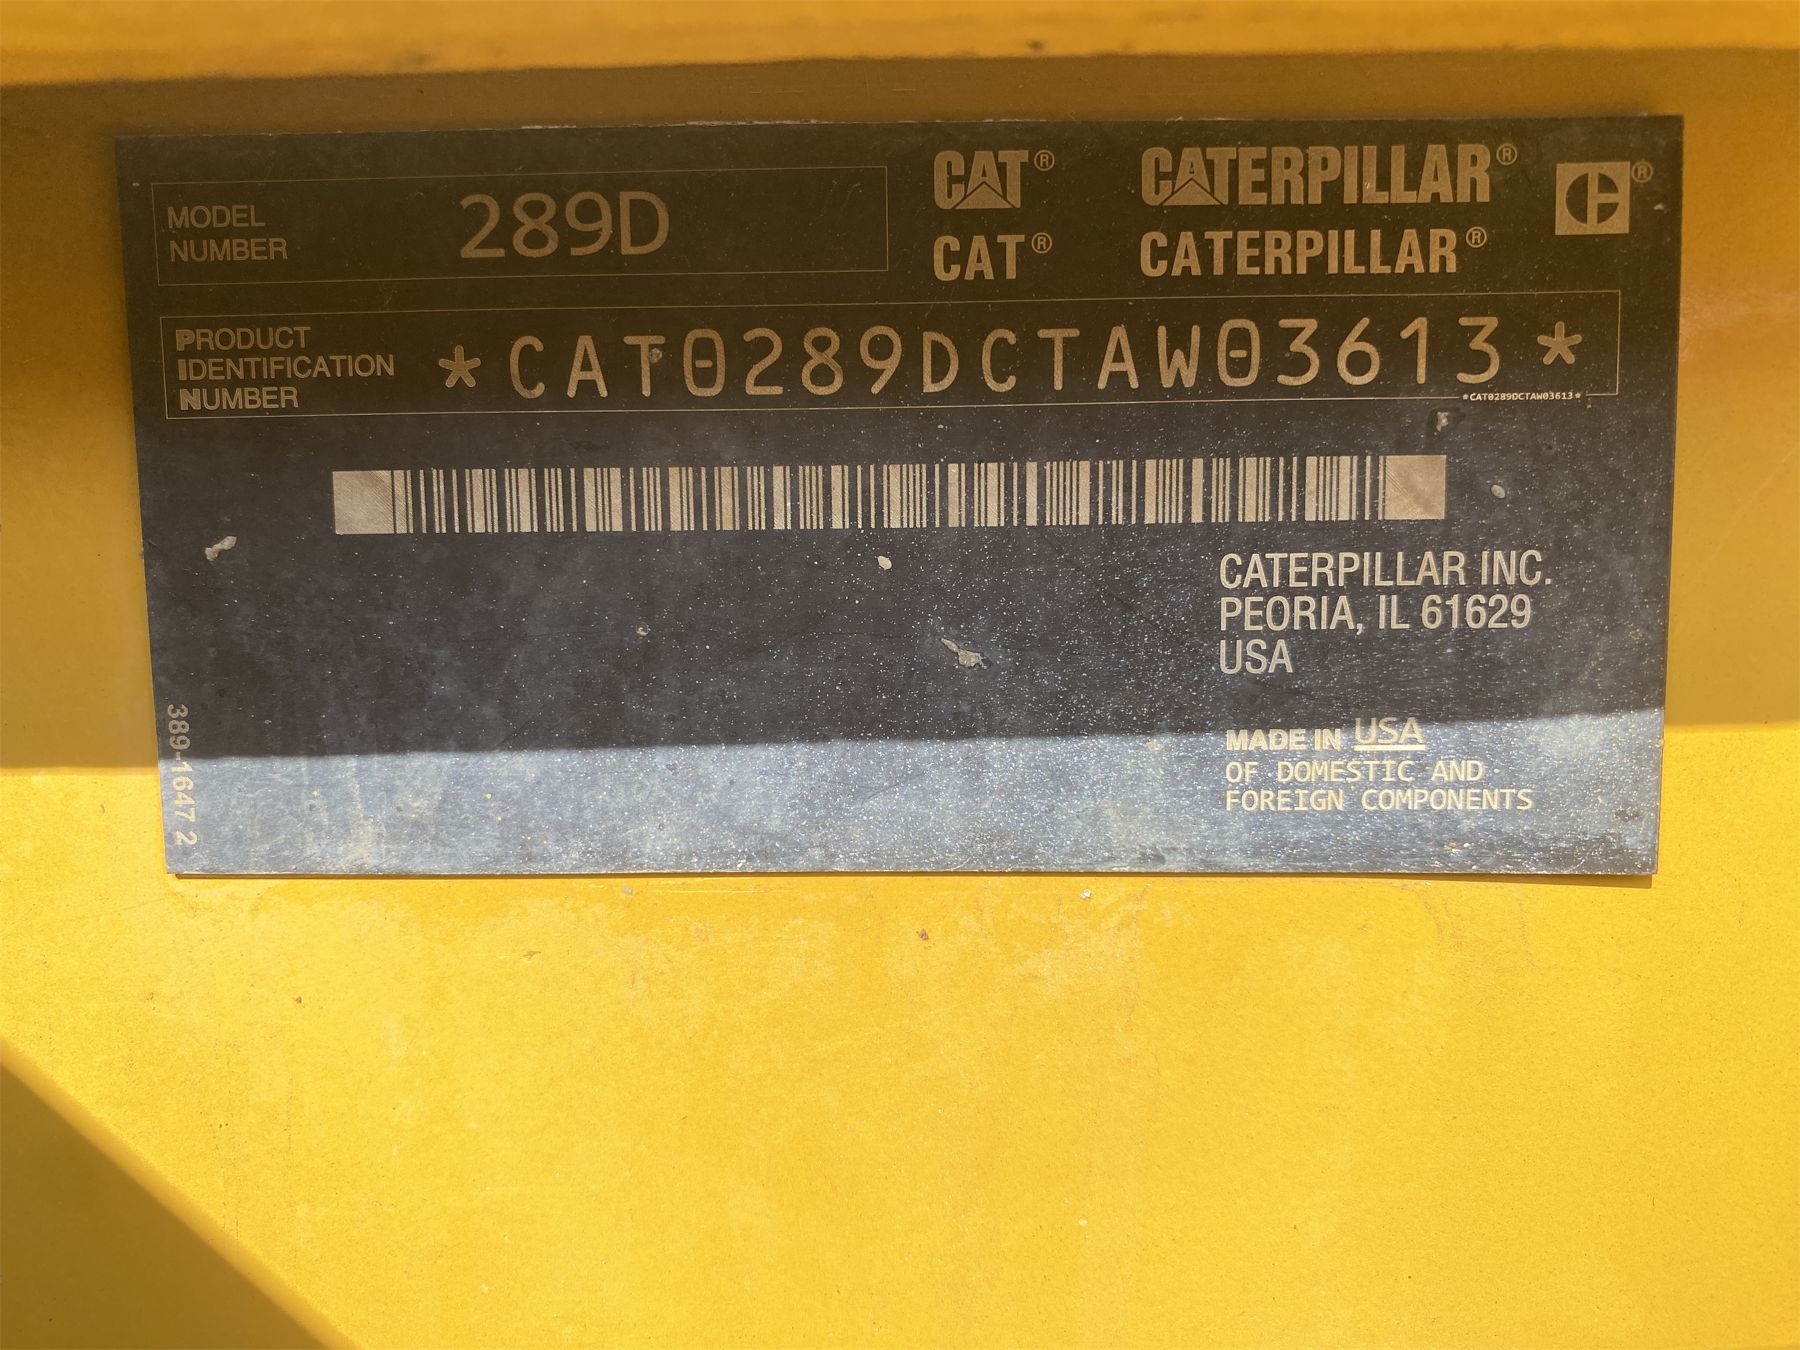 MODEL
NUMBER
289D
CAT® CATERPILLAR® ®
CAT® CATERPILLAR®
PRODUCT
IDENTIFICATION
NUMBER
*CAT0289DCTAW03613*
*CAT0289DCTAW03613*
CATERPILLAR INC.
PEORIA, IL 61629
USA
MADE IN USA
OF DOMESTIC AND
FOREIGN COMPONENTS
389-1647 2